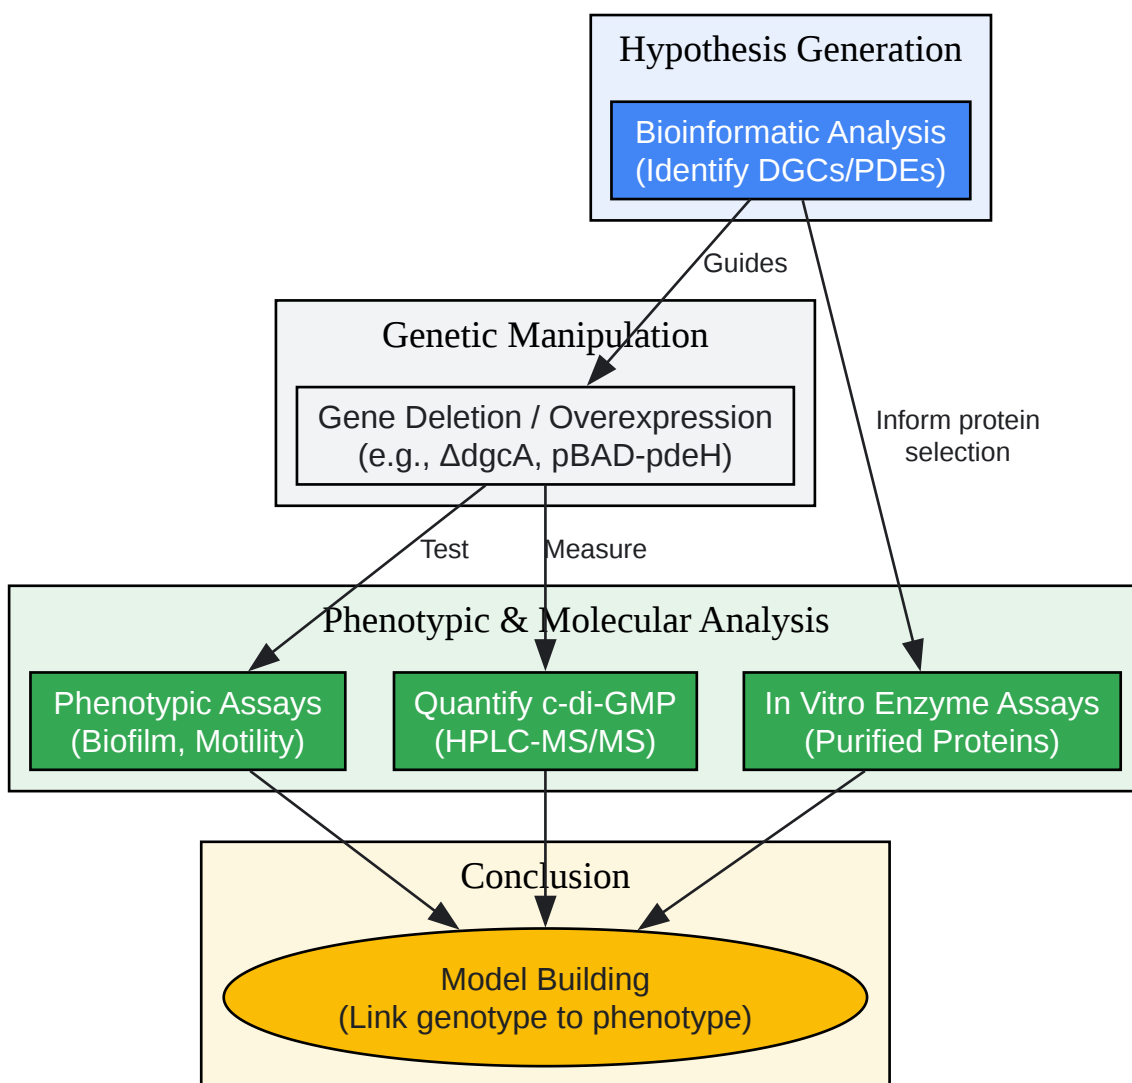 Hypothesis Generation
Bioinformatic Analysis
(Identify DGCs/PDEs)
Guides
Genetic Manipulation
Gene Deletion / Overexpression
(e.g., ΔdgcA, pBAD-pdeH)
Inform protein
selection
Test
Measure
Phenotypic & Molecular Analysis
Phenotypic Assays
(Biofilm, Motility)
Quantify c-di-GMP
(HPLC-MS/MS)
In Vitro Enzyme Assays
(Purified Proteins)
Conclusion
Model Building
(Link genotype to phenotype)